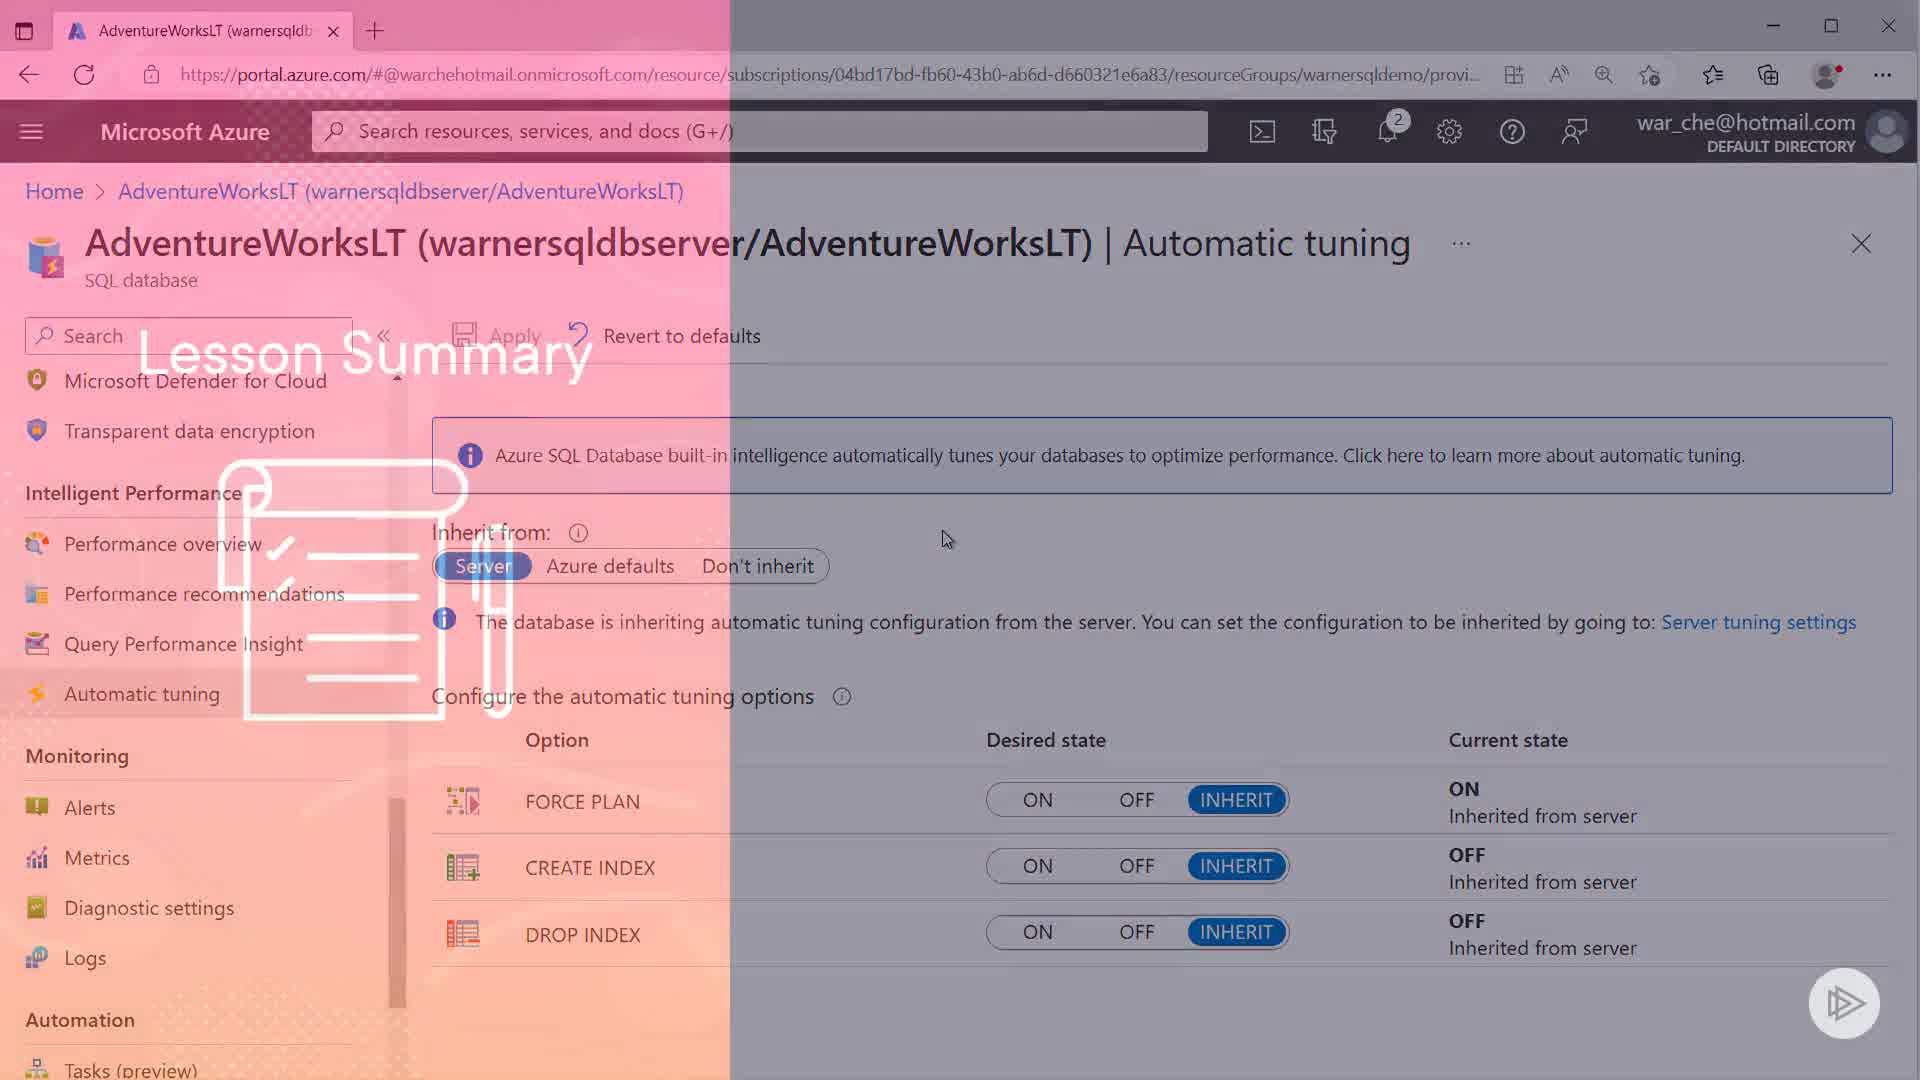 AdventureWorksLT (warnersqldb
https://portal.azure.com/#@warchehotmail.onmicrosoft.com/resource/subscriptions/04bd17bd-fb60-43b0-ab6d-d660321e6a83/resourceGroups/warnersqldemo/provi...
Microsoft Azure
Search resources, services, and docs (G+/)
2
war_che@hotmail.com
DEFAULT DIRECTORY
Home > AdventureWorksLT (warnersqldbserver/AdventureWorksLT)
AdventureWorksLT (warnersqldbserver/AdventureWorksLT) | Automatic tuning ...
SQL database
Search
Lesson Summary
Apply
Revert to defaults
Microsoft Defender for Cloud
Transparent data encryption
Intelligent Performance
Performance overview
Performance recommendations
Query Performance Insight
Automatic tuning
Monitoring
Alerts
Metrics
Diagnostic settings
Logs
Automation
Tasks (preview)
Azure SQL Database built-in intelligence automatically tunes your databases to optimize performance. Click here to learn more about automatic tuning.
Inherit from:
Server Azure defaults Don't inherit
The database is inheriting automatic tuning configuration from the server. You can set the configuration to be inherited by going to: Server tuning settings
Configure the automatic tuning options
Option Desired state Current state
FORCE PLAN ON OFF INHERIT ON
Inherited from server
CREATE INDEX ON OFF INHERIT OFF
Inherited from server
DROP INDEX ON OFF INHERIT OFF
Inherited from server